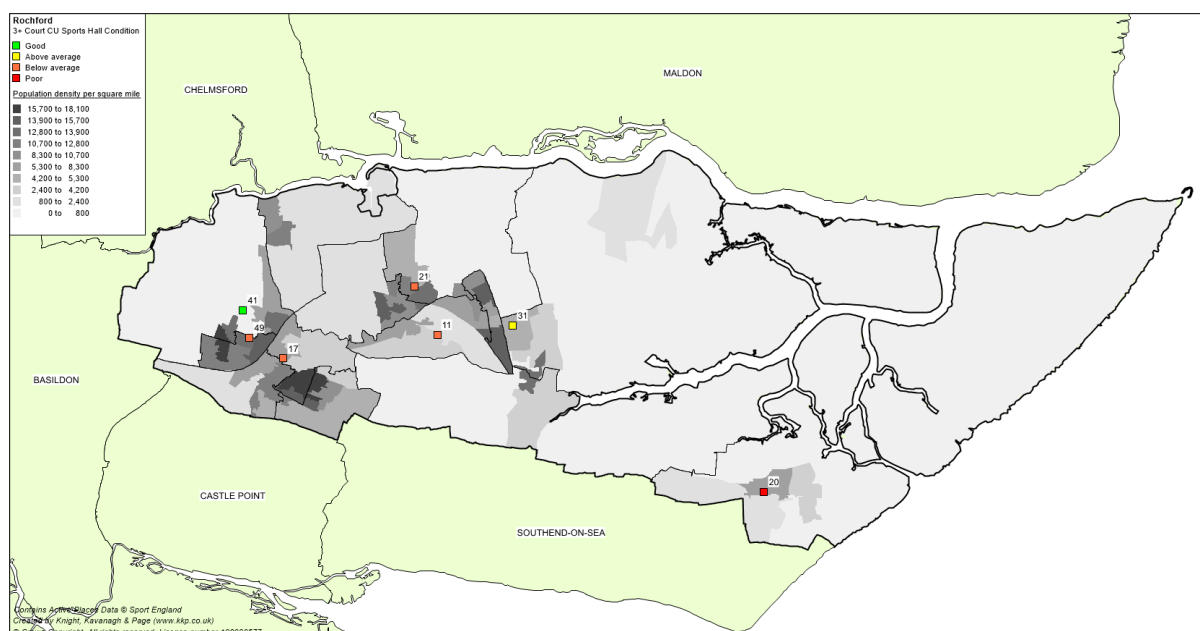 Rochford
3+ Court CU Sports Hall Condition
Good
Above average
Below average
Poor
Population density per square mile
15,700 to 18,100
13,900 to 15,700
12,800 to 13,900
10,700 to 12,800
8,300 to 10,700
5,300 to 8,300
4,200 to 5,300
2,400 to 4,200
800 to 2,400
0 to 800
MALDON
CHELMSFORD
21
41
31
11
49
17
BASILDON
20
CASTLE POINT
SOUTHEND-ON-SEA
Contains Active Places Data © Sport England
Created by Knight, Kavanagh & Page (www.kkp.co.uk)